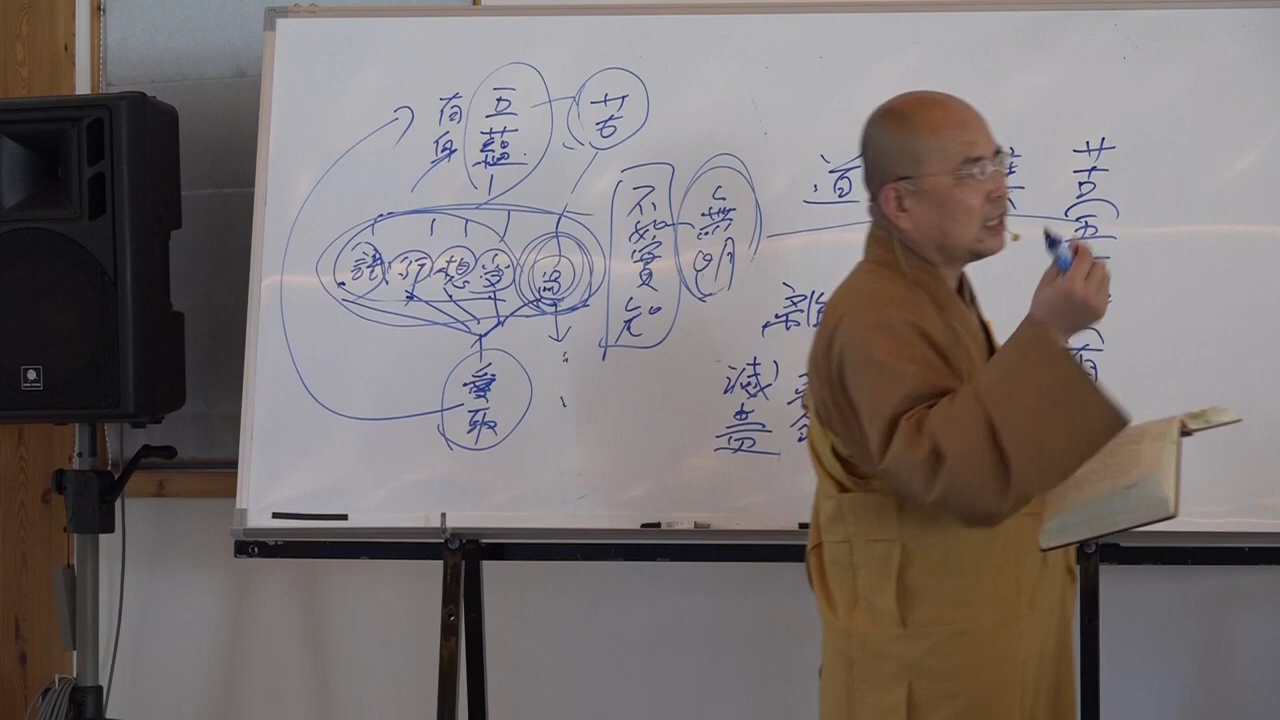 有身
五蘊
苦
識 行 想 受
愛取
不如實知
無明
道
苦(五
離
滅
盡